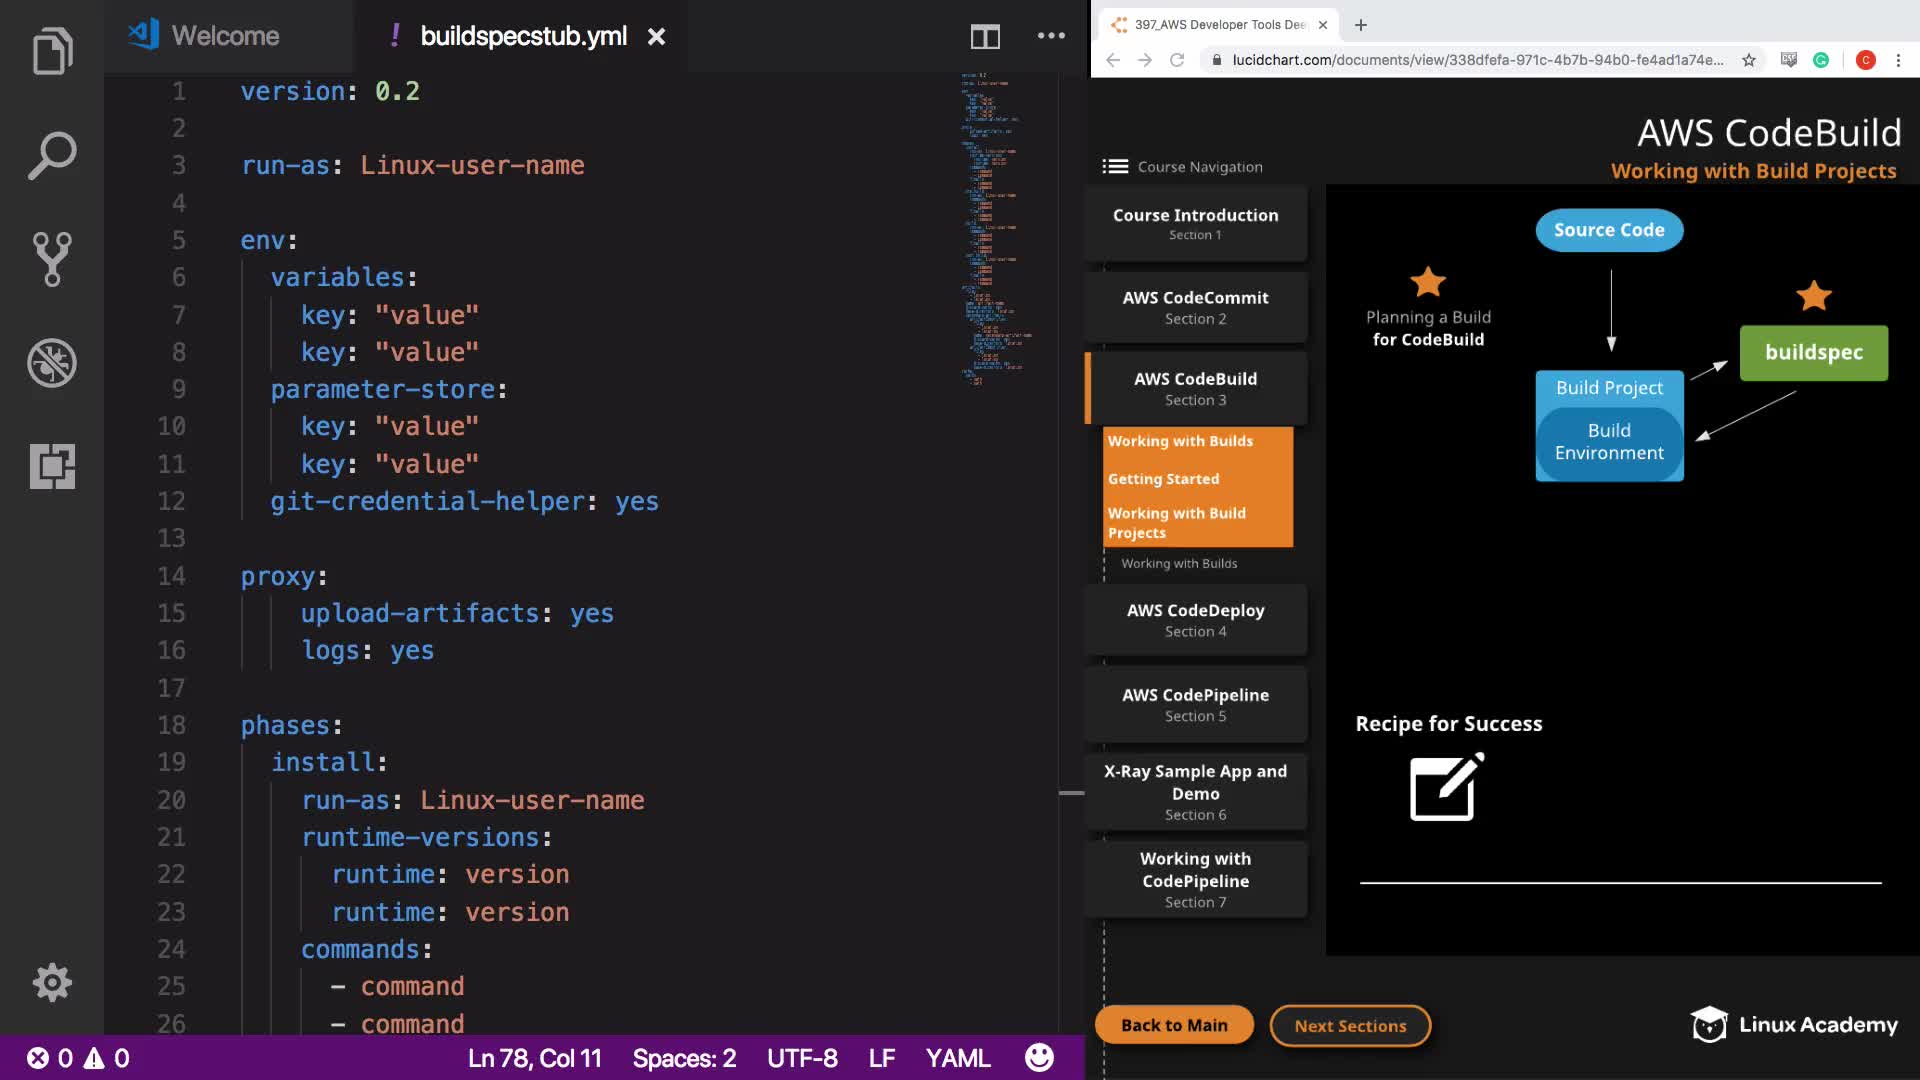 Welcome
! buildspecstub.yml
1 version: 0.2
2
3 run-as: Linux-user-name
4
5 env:
6 variables:
7 key: "value"
8 key: "value"
9 parameter-store:
10 key: "value"
11 key: "value"
12 git-credential-helper: yes
13
14 proxy:
15 upload-artifacts: yes
16 logs: yes
17
18 phases:
19 install:
20 run-as: Linux-user-name
21 runtime-versions:
22 runtime: version
23 runtime: version
24 commands:
25 - command
26 - command
0 0
Ln 78, Col 11 Spaces: 2 UTF-8 LF YAML
397_AWS Developer Tools Dee
lucidchart.com/documents/view/338dfefa-971c-4b7b-94b0-fe4ad1a74e...
C
AWS CodeBuild
Working with Build Projects
Course Navigation
Course Introduction
Section 1
AWS CodeCommit
Section 2
AWS CodeBuild
Section 3
Working with Builds
Getting Started
Working with Build
Projects
Working with Builds
AWS CodeDeploy
Section 4
AWS CodePipeline
Section 5
X-Ray Sample App and
Demo
Section 6
Working with
CodePipeline
Section 7
Source Code
Planning a Build
for CodeBuild
buildspec
Build Project
Build
Environment
Recipe for Success
Back to Main
Next Sections
Linux Academy